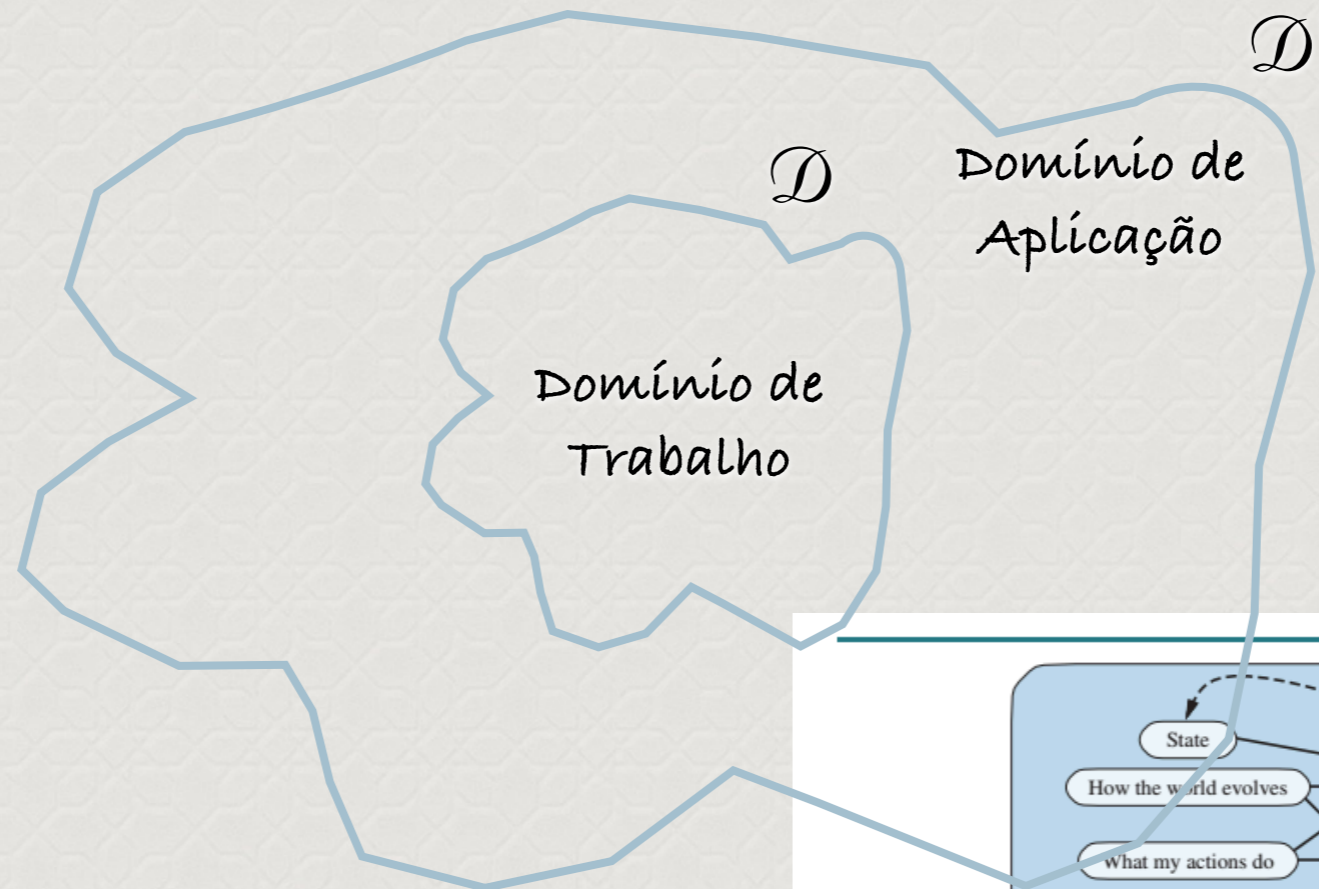 𝒟
𝒟
Domínio de
Aplicação
Domínio de
Trabalho
State
How the world evolves
What my actions do